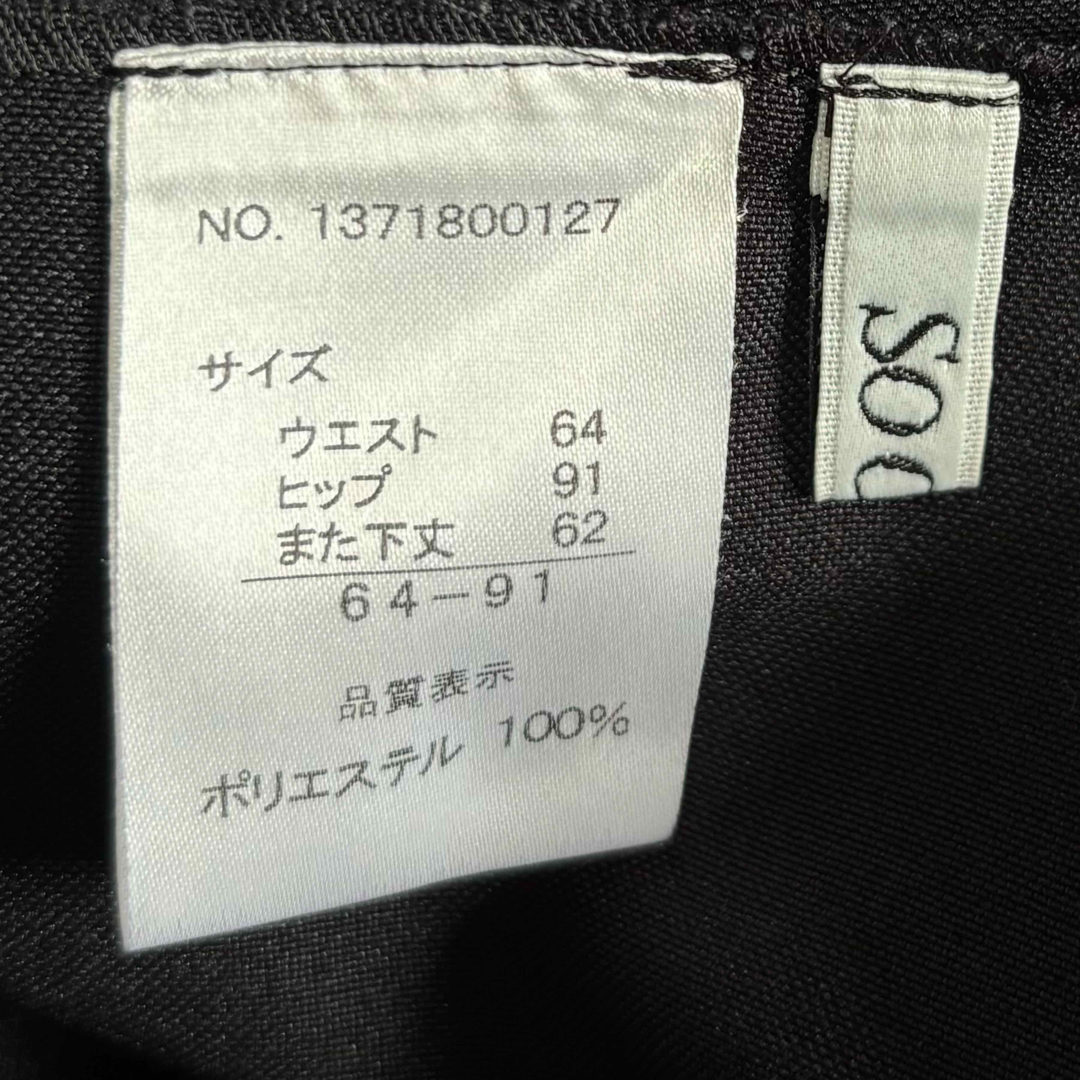 NO. 1371800127
サイズ
ウエスト 64
ヒップ 91
また下丈 62
64-91
品質表示
ポリエステル 100%
SO